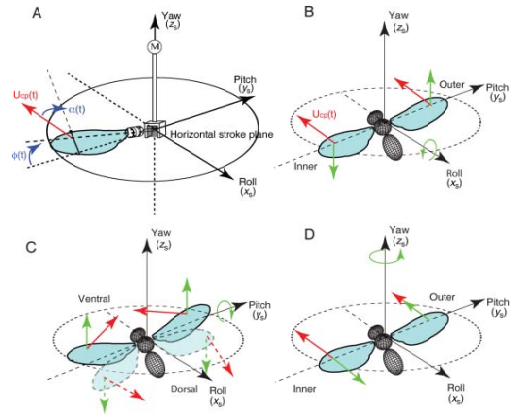 A
Yaw
(zs)
M
Pitch
(ys)
Ucp(t)
α(t)
Horizontal stroke plane
ϕ(t)
Roll
(xs)
B
Yaw
(zs)
Outer
Pitch
(ys)
Ucp(t)
Inner
Roll
(xs)
C
Yaw
(zs)
Ventral
Pitch
(ys)
Dorsal
Roll
(xs)
D
Yaw
(zs)
Outer
Pitch
(ys)
Inner
Roll
(xs)